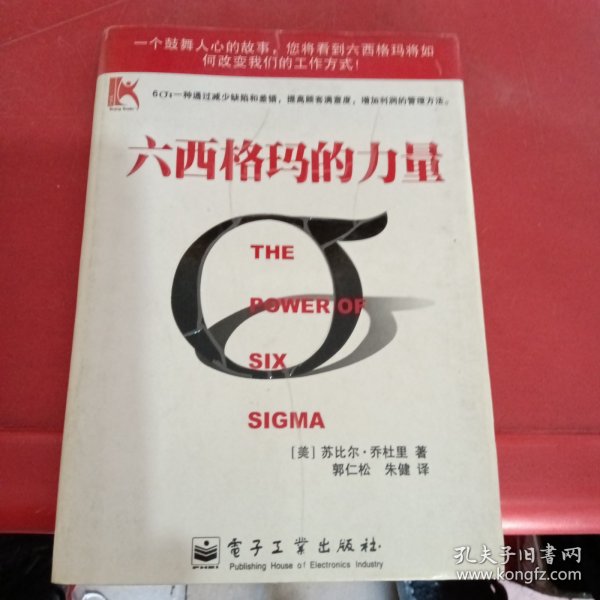 一个鼓舞人心的故事，您将看到六西格玛将如
何改变我们的工作方式！
6σ：一种通过减少缺陷和差错，提高顾客满意度，增加利润的管理方法。
六西格玛的力量
THE
POWER OF
SIX
SIGMA
［美］苏比尔·乔杜里 著
郭仁松 朱健 译
PHEI
電子工業出版社
Publishing House of Electronics Industry
孔夫子旧书网
www.kongfz.com